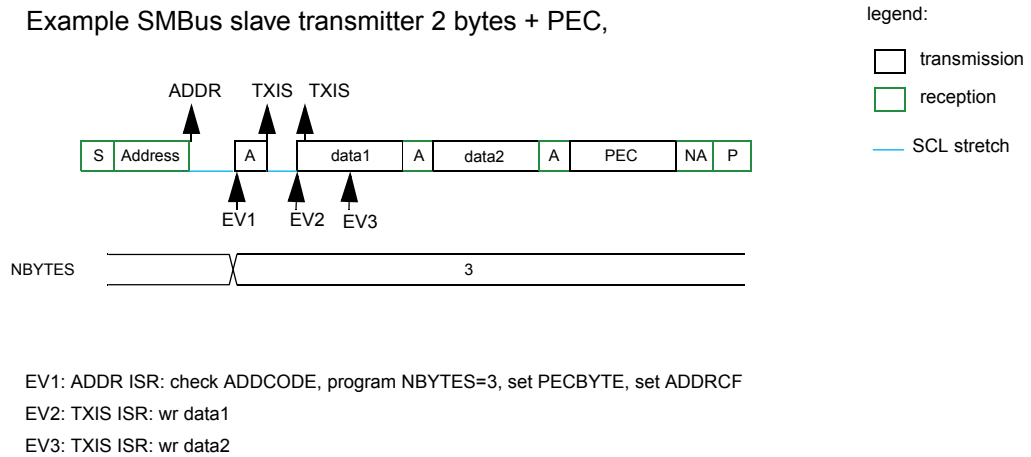 Example SMBus slave transmitter 2 bytes + PEC,
legend:
transmission
reception
SCL stretch
ADDR TXIS TXIS
S Address A data1 A data2 A PEC NA P
EV1 EV2 EV3
NBYTES 3
EV1: ADDR ISR: check ADDCODE, program NBYTES=3, set PECBYTE, set ADDRCF
EV2: TXIS ISR: wr data1
EV3: TXIS ISR: wr data2